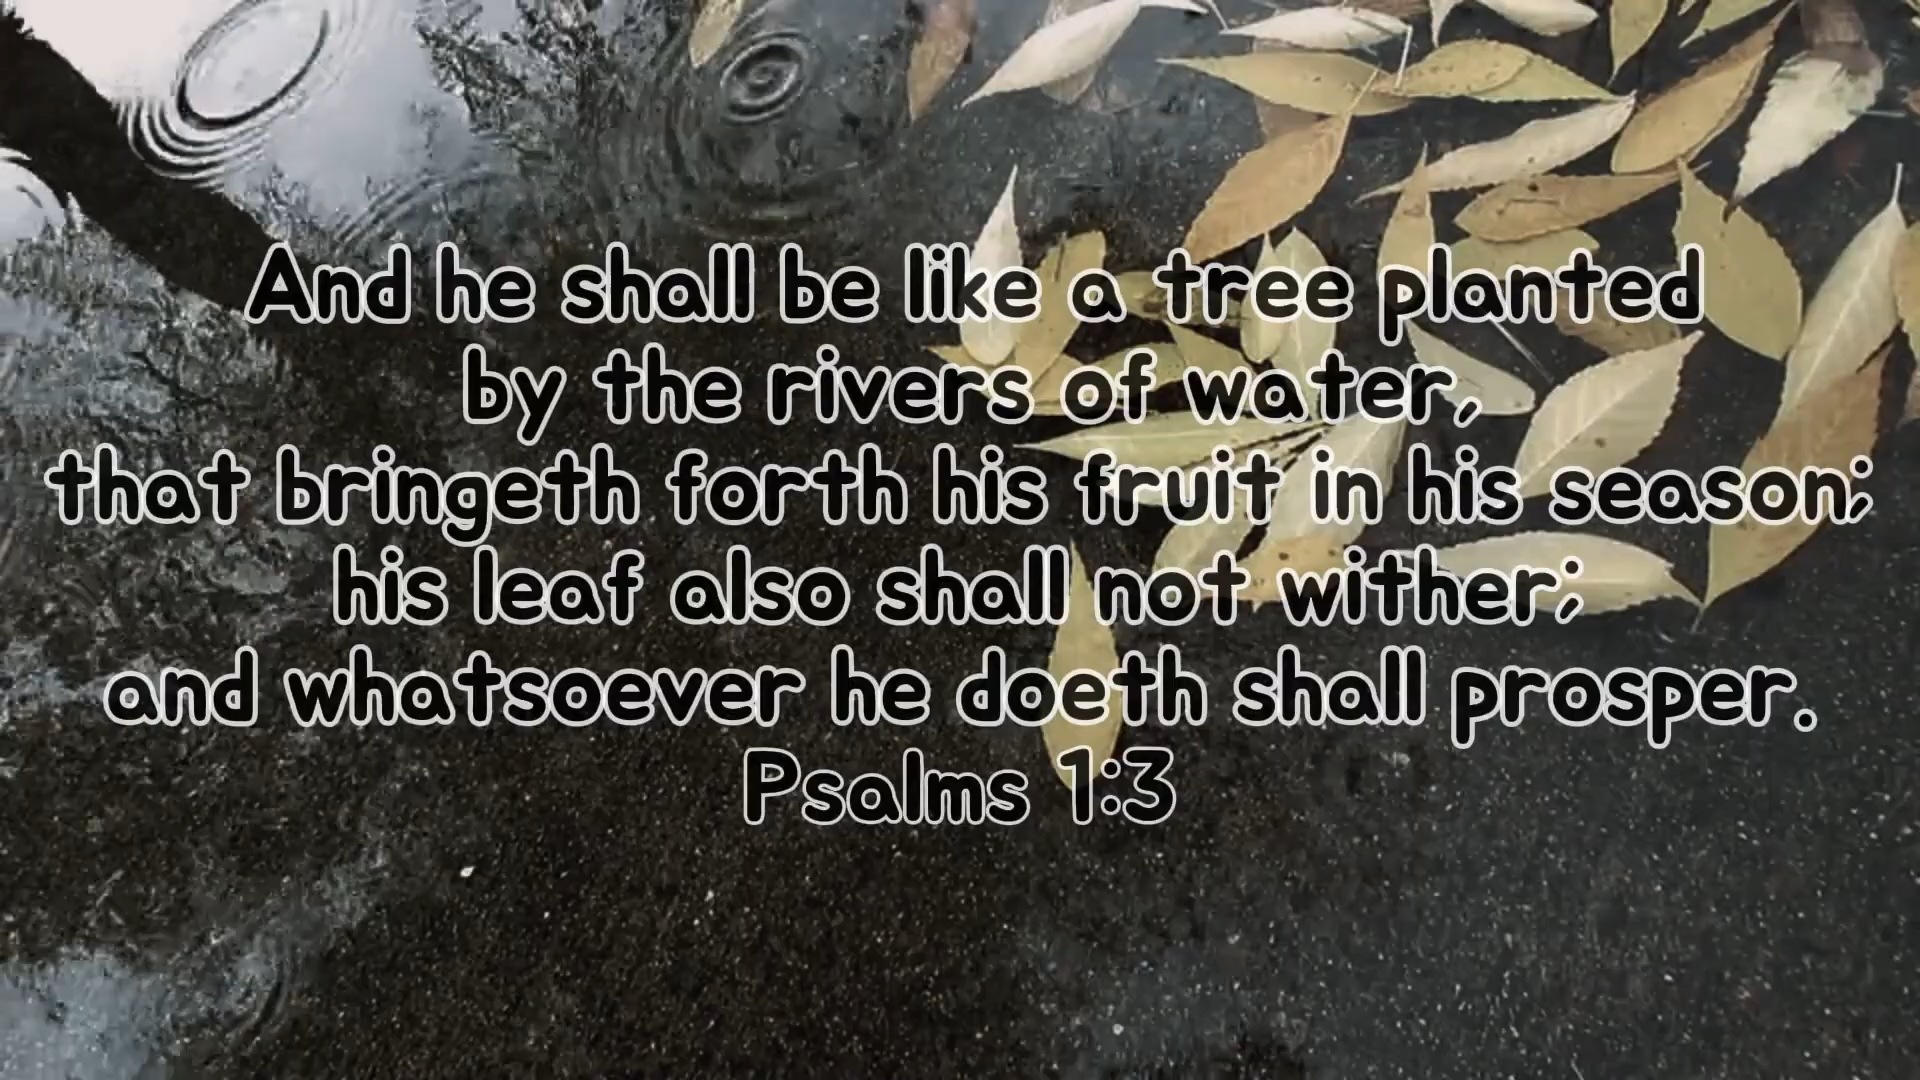 And he shall be like a tree planted
by the rivers of water,
that bringeth forth his fruit in his season;
his leaf also shall not wither;
and whatsoever he doeth shall prosper.
Psalms 1:3